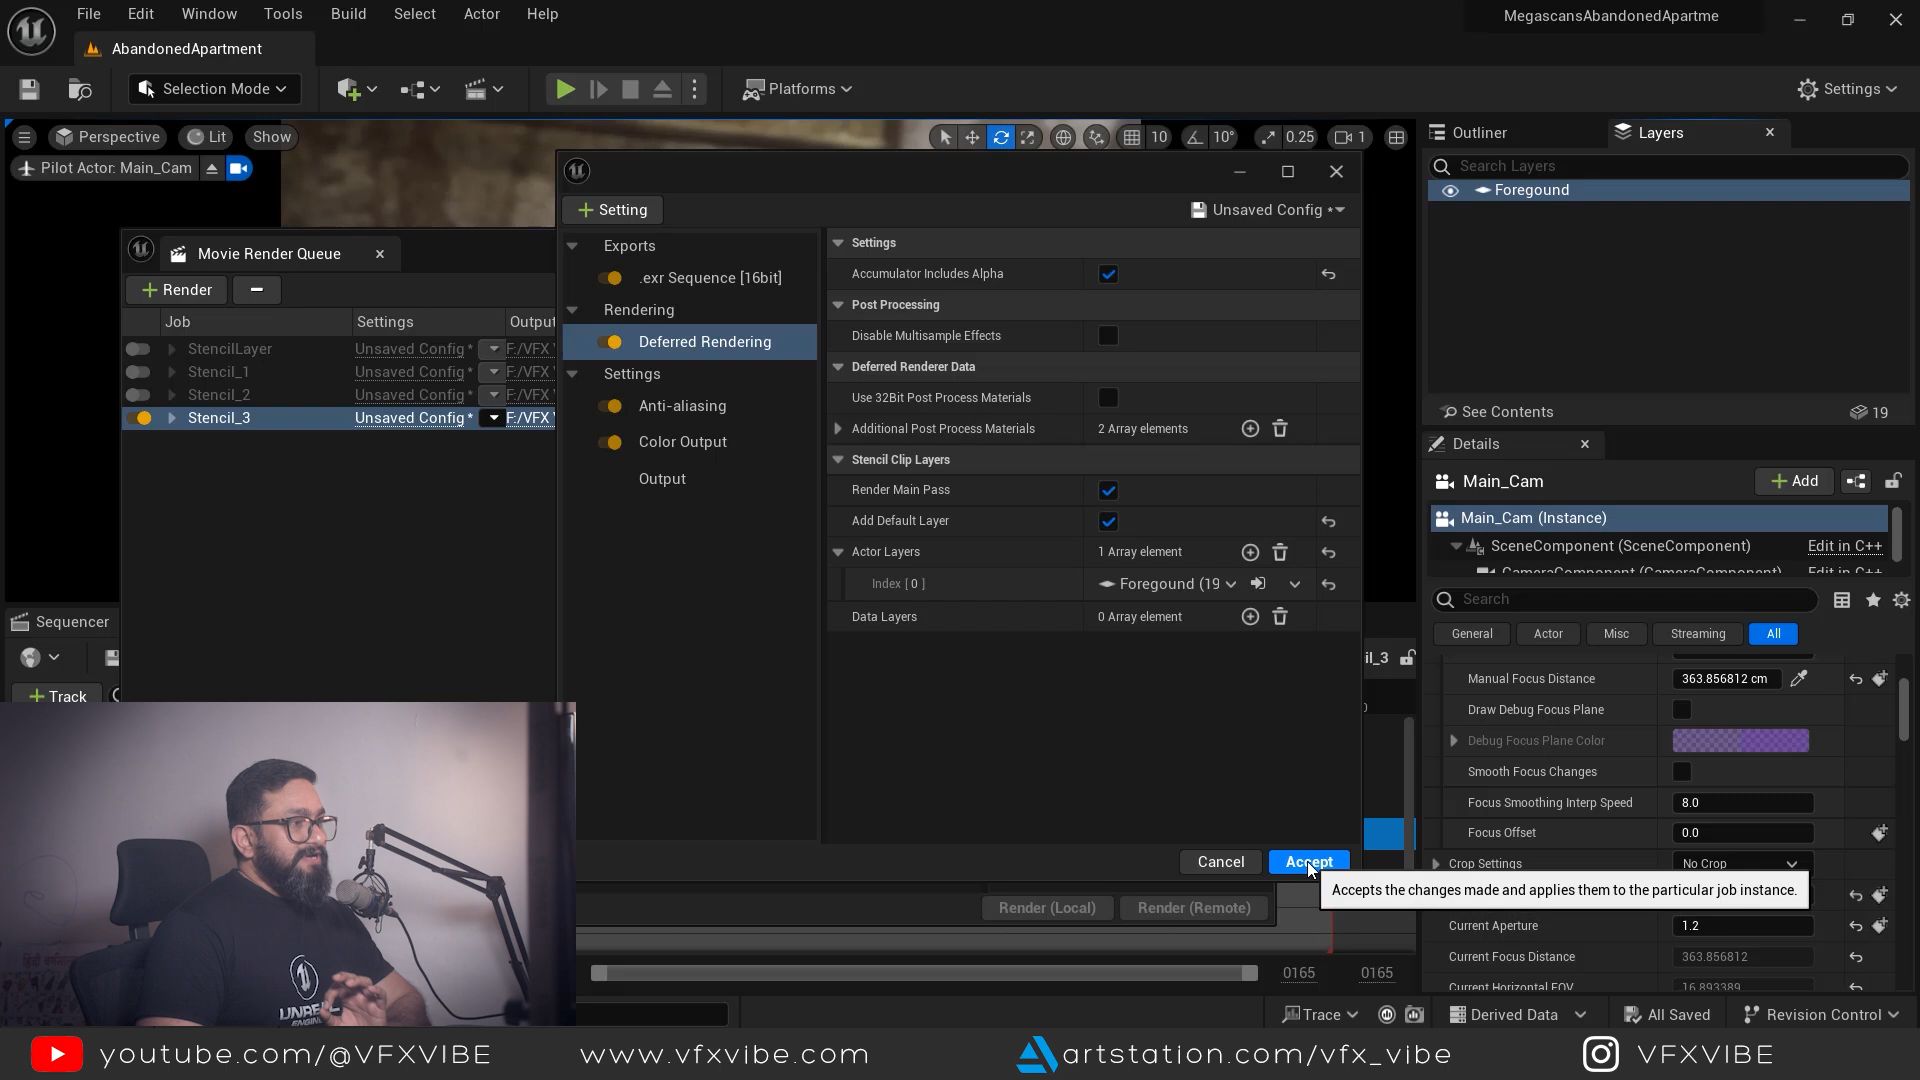 File Edit Window Tools Build Select Actor Help
MegascansAbandonedApartme
AbandonedApartment
Selection Mode
Platforms
Settings
Perspective Lit Show
10 10° 0.25 1
Pilot Actor: Main_Cam
Outliner Layers
Search Layers
Foregound
See Contents 19
Setting
Unsaved Config *
Exports
.exr Sequence [16bit]
Rendering
Deferred Rendering
Settings
Anti-aliasing
Color Output
Output
Settings
Accumulator Includes Alpha
Post Processing
Disable Multisample Effects
Deferred Renderer Data
Use 32Bit Post Process Materials
Additional Post Process Materials 2 Array elements
Stencil Clip Layers
Render Main Pass
Add Default Layer
Actor Layers 1 Array element
Index [ 0 ] Foregound (19
Data Layers 0 Array element
Cancel Accept
Accepts the changes made and applies them to the particular job instance.
Movie Render Queue
Render
Job Settings Output
StencilLayer Unsaved Config * F:/VFX
Stencil_1 Unsaved Config * F:/VFX
Stencil_2 Unsaved Config * F:/VFX
Stencil_3 Unsaved Config * F:/VFX
Render (Local) Render (Remote)
Sequencer
il_3
Track
0165 0165
Details
Main_Cam Add
Main_Cam (Instance)
SceneComponent (SceneComponent) Edit in C++
CameraComponent (CameraComponent) Edit in C++
Search
General Actor Misc Streaming All
Manual Focus Distance 363.856812 cm
Draw Debug Focus Plane
Debug Focus Plane Color
Smooth Focus Changes
Focus Smoothing Interp Speed 8.0
Focus Offset 0.0
Crop Settings No Crop
Current Aperture 1.2
Current Focus Distance 363.856812
Current Horizontal FOV 16.893389
Trace Derived Data All Saved Revision Control
UNREAL
ENGINE
youtube.com/@VFXVIBE www.vfxvibe.com artstation.com/vfx_vibe VFXVIBE